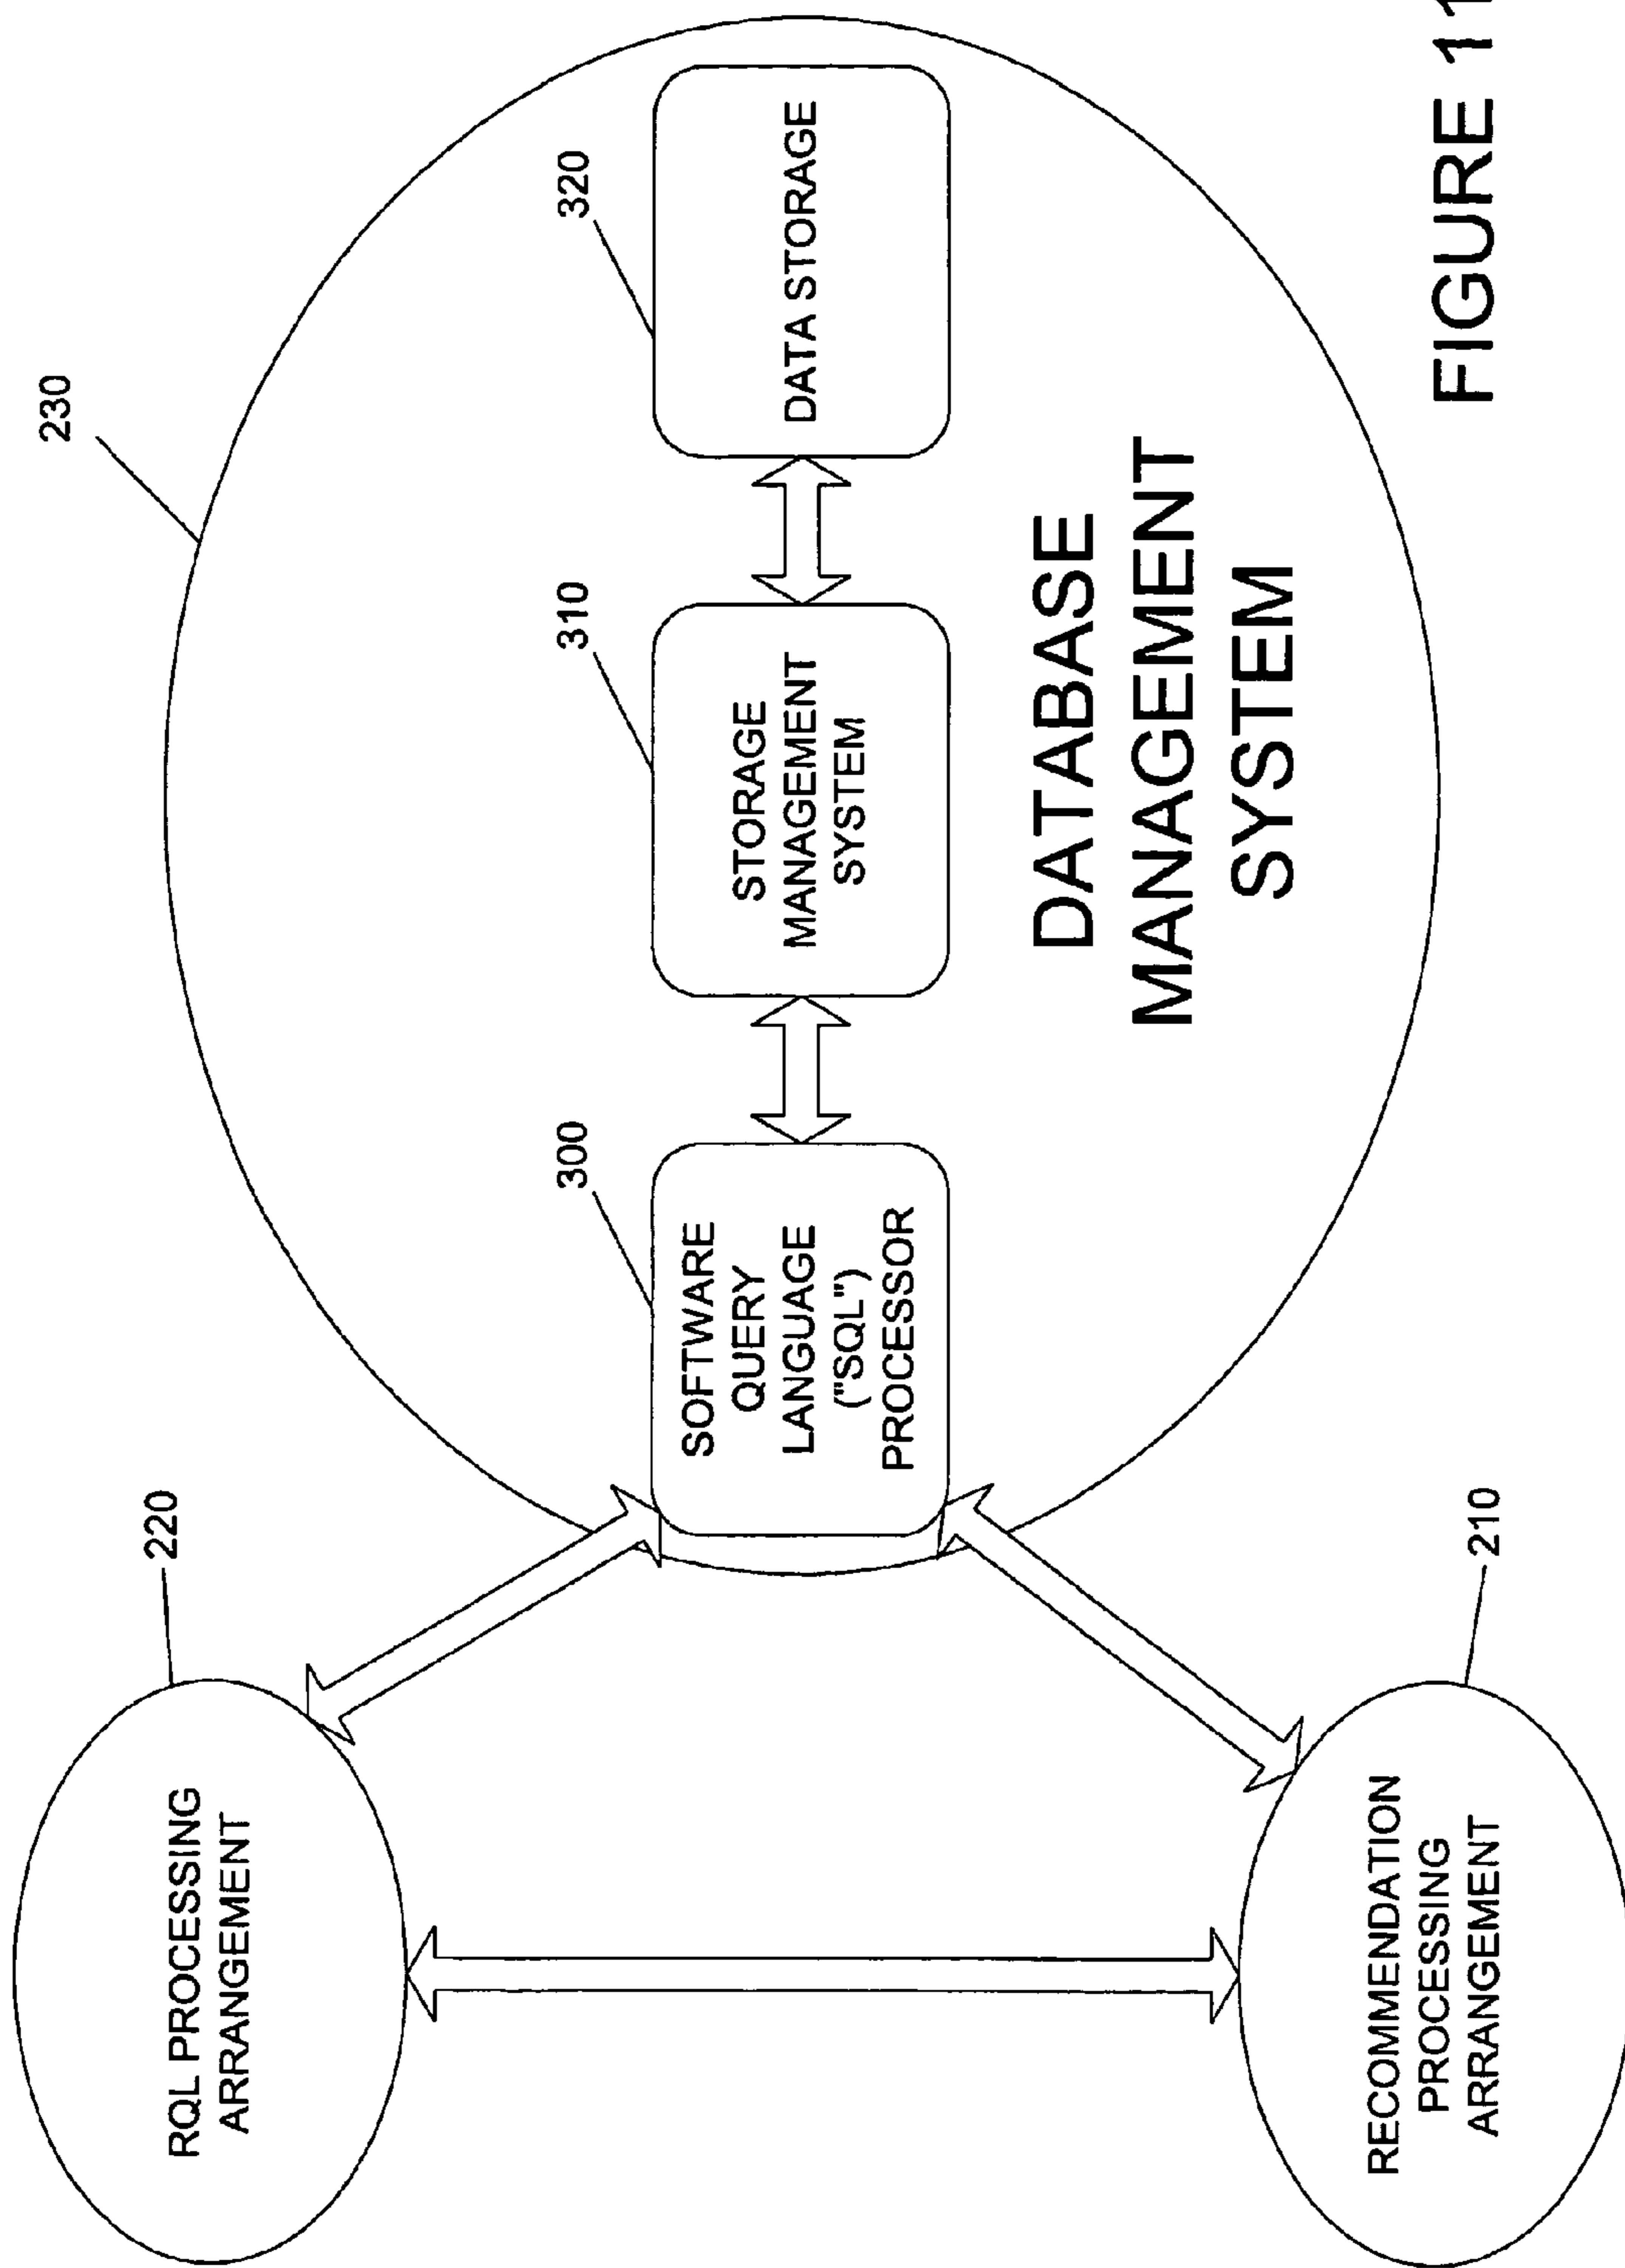 220
RQL PROCESSING
ARRANGEMENT
230
300
SOFTWARE
QUERY
LANGUAGE
("SQL")
PROCESSOR
310
STORAGE
MANAGEMENT
SYSTEM
320
DATA STORAGE
DATABASE
MANAGEMENT
SYSTEM
210
RECOMMENDATION
PROCESSING
ARRANGEMENT
FIGURE 11